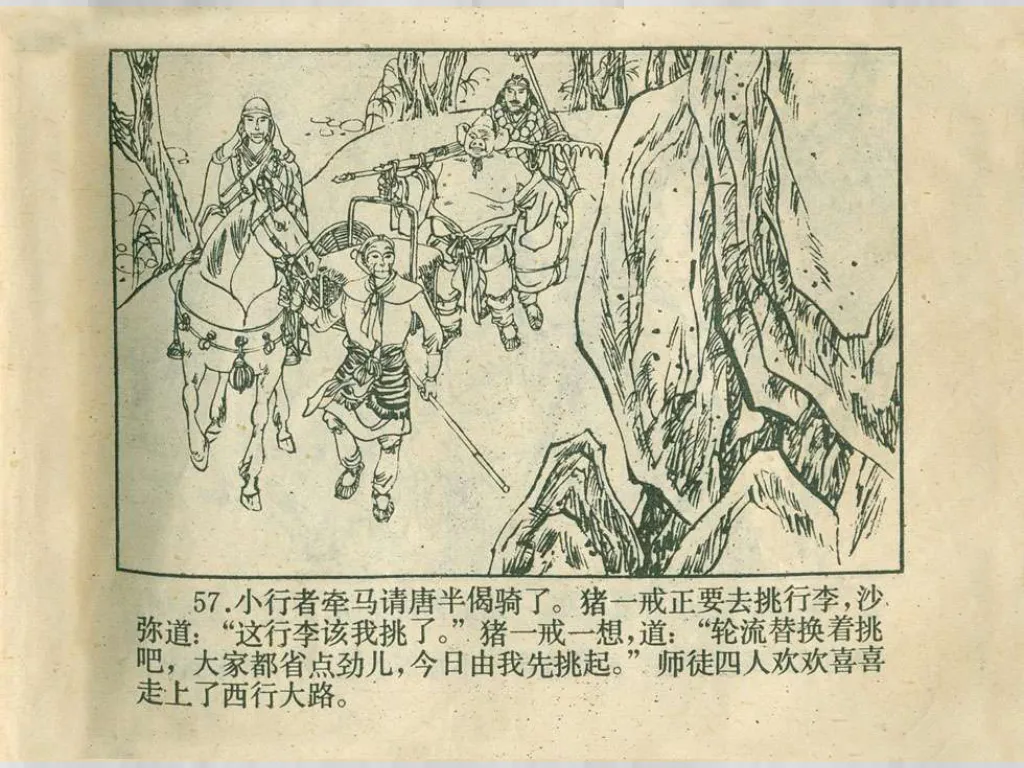 57.小行者牵马请唐半偈骑了。猪一戒正要去挑行李,沙
弥道:“这行李该我挑了。”猪一戒一想,道:“轮流替换着挑
吧,大家都省点劲儿,今日由我先挑起。”师徒四人欢欢喜喜
走上了西行大路。